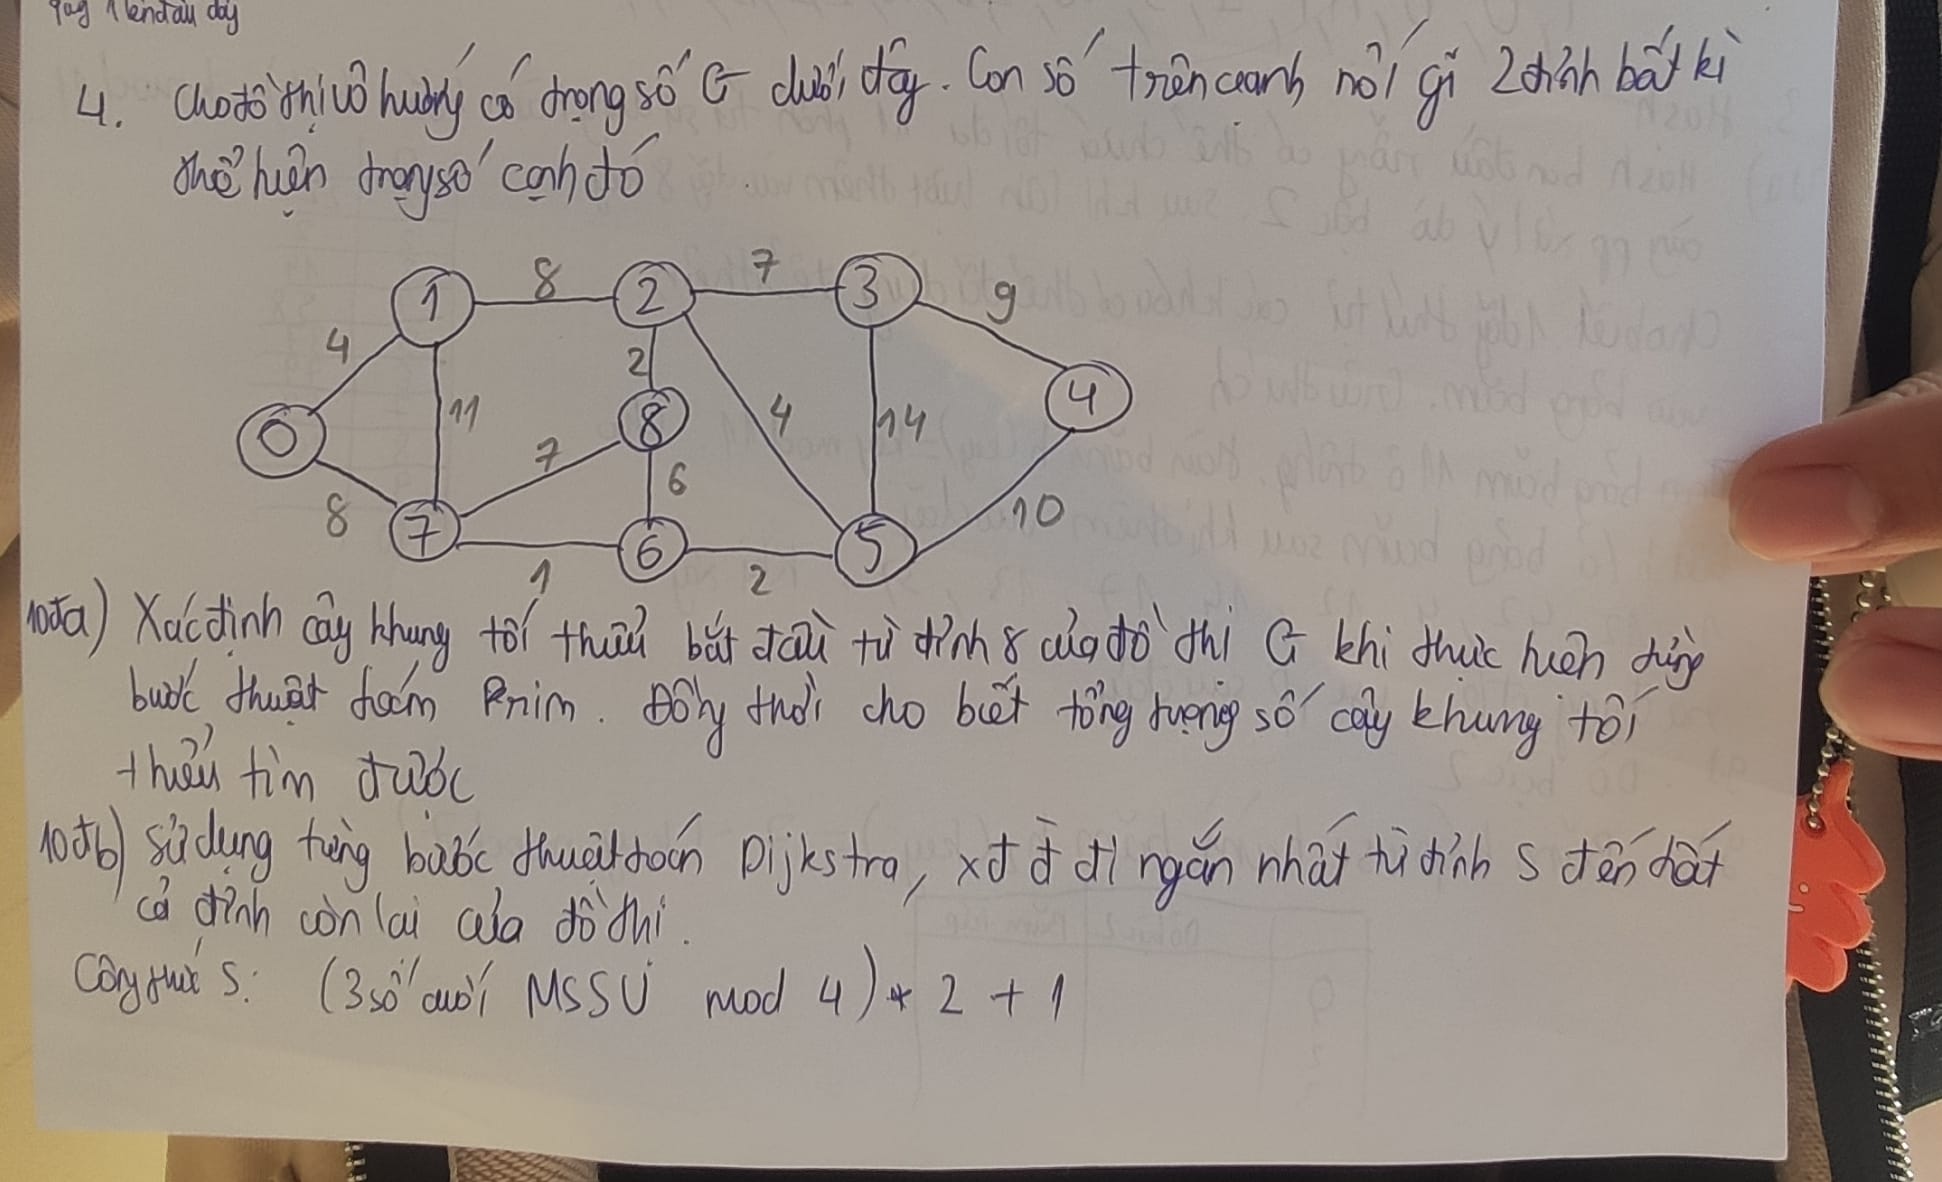 4. Cho đồ thị vô hướng có trọng số G dưới đây. Con số trên cạnh nối giữ 2 đỉnh bất kì
thể hiện trọng số cạnh đó
1 8 2 7 3 9
4 2
11 8 4 14 4
0 7
6
8 7 6 5 10
1 2
10đ a) Xác định cây khung tối thiểu bắt đầu từ đỉnh 8 của đồ thị G khi thực hiện từng
bước thuật toán Prim. Đồng thời cho biết tổng trọng số cây khung tối
thiểu tìm được
10đ b) sử dụng từng bước thuật toán Dijkstra, xđ đ đi ngắn nhất từ đỉnh S đến tất
cả đỉnh còn lại của đồ thị.
Công thức S: (3 số cuối MSSV mod 4) * 2 + 1